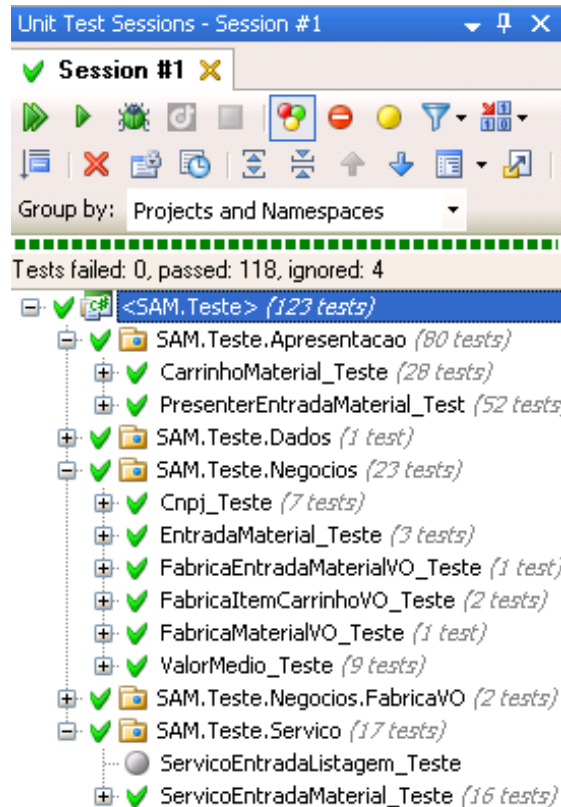 Unit Test Sessions - Session #1
Session #1
Group by: Projects and Namespaces
Tests failed: 0, passed: 118, ignored: 4
<SAM.Teste> (123 tests)
SAM.Teste.Apresentacao (80 tests)
CarrinhoMaterial_Teste (28 tests)
PresenterEntradaMaterial_Test (52 tests
SAM.Teste.Dados (1 test)
SAM.Teste.Negocios (23 tests)
Cnpj_Teste (7 tests)
EntradaMaterial_Teste (3 tests)
FabricaEntradaMaterialVO_Teste (1 test)
FabricaItemCarrinhoVO_Teste (2 tests)
FabricaMaterialVO_Teste (1 test)
ValorMedio_Teste (9 tests)
SAM.Teste.Negocios.FabricaVO (2 tests)
SAM.Teste.Servico (17 tests)
ServicoEntradaListagem_Teste
ServicoEntradaMaterial_Teste (16 tests)